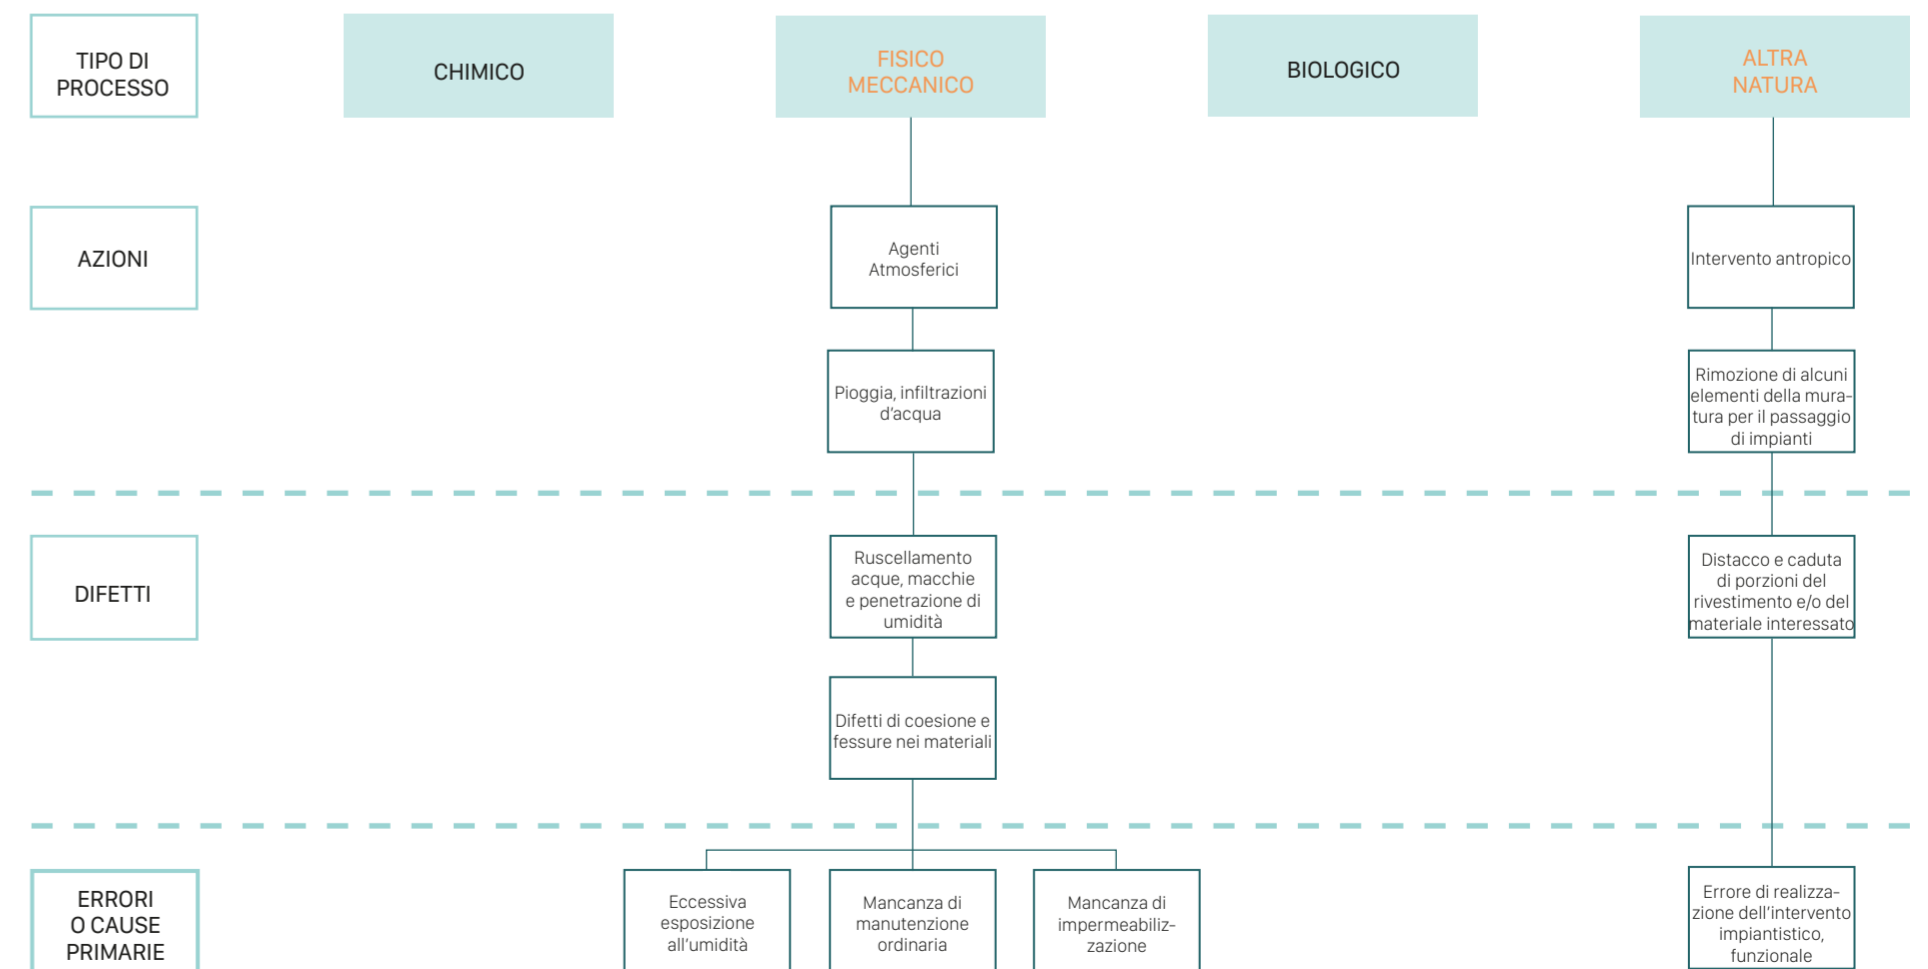 TIPO DI
PROCESSO
CHIMICO
FISICO
MECCANICO
BIOLOGICO
ALTRA
NATURA
AZIONI
Agenti
Atmosferici
Intervento antropico
Pioggia, infiltrazioni
d'acqua
Rimozione di alcuni
elementi della mura-
tura per il passaggio
di impianti
DIFETTI
Ruscellamento
acque, macchie
e penetrazione di
umidità
Distacco e caduta
di porzioni del
rivestimento e/o del
materiale interessato
Difetti di coesione e
fessure nei materiali
ERRORI
O CAUSE
PRIMARIE
Eccessiva
esposizione
all'umidità
Mancanza di
manutenzione
ordinaria
Mancanza di
impermeabiliz-
zazione
Errore di realizza-
zione dell'intervento
impiantistico,
funzionale